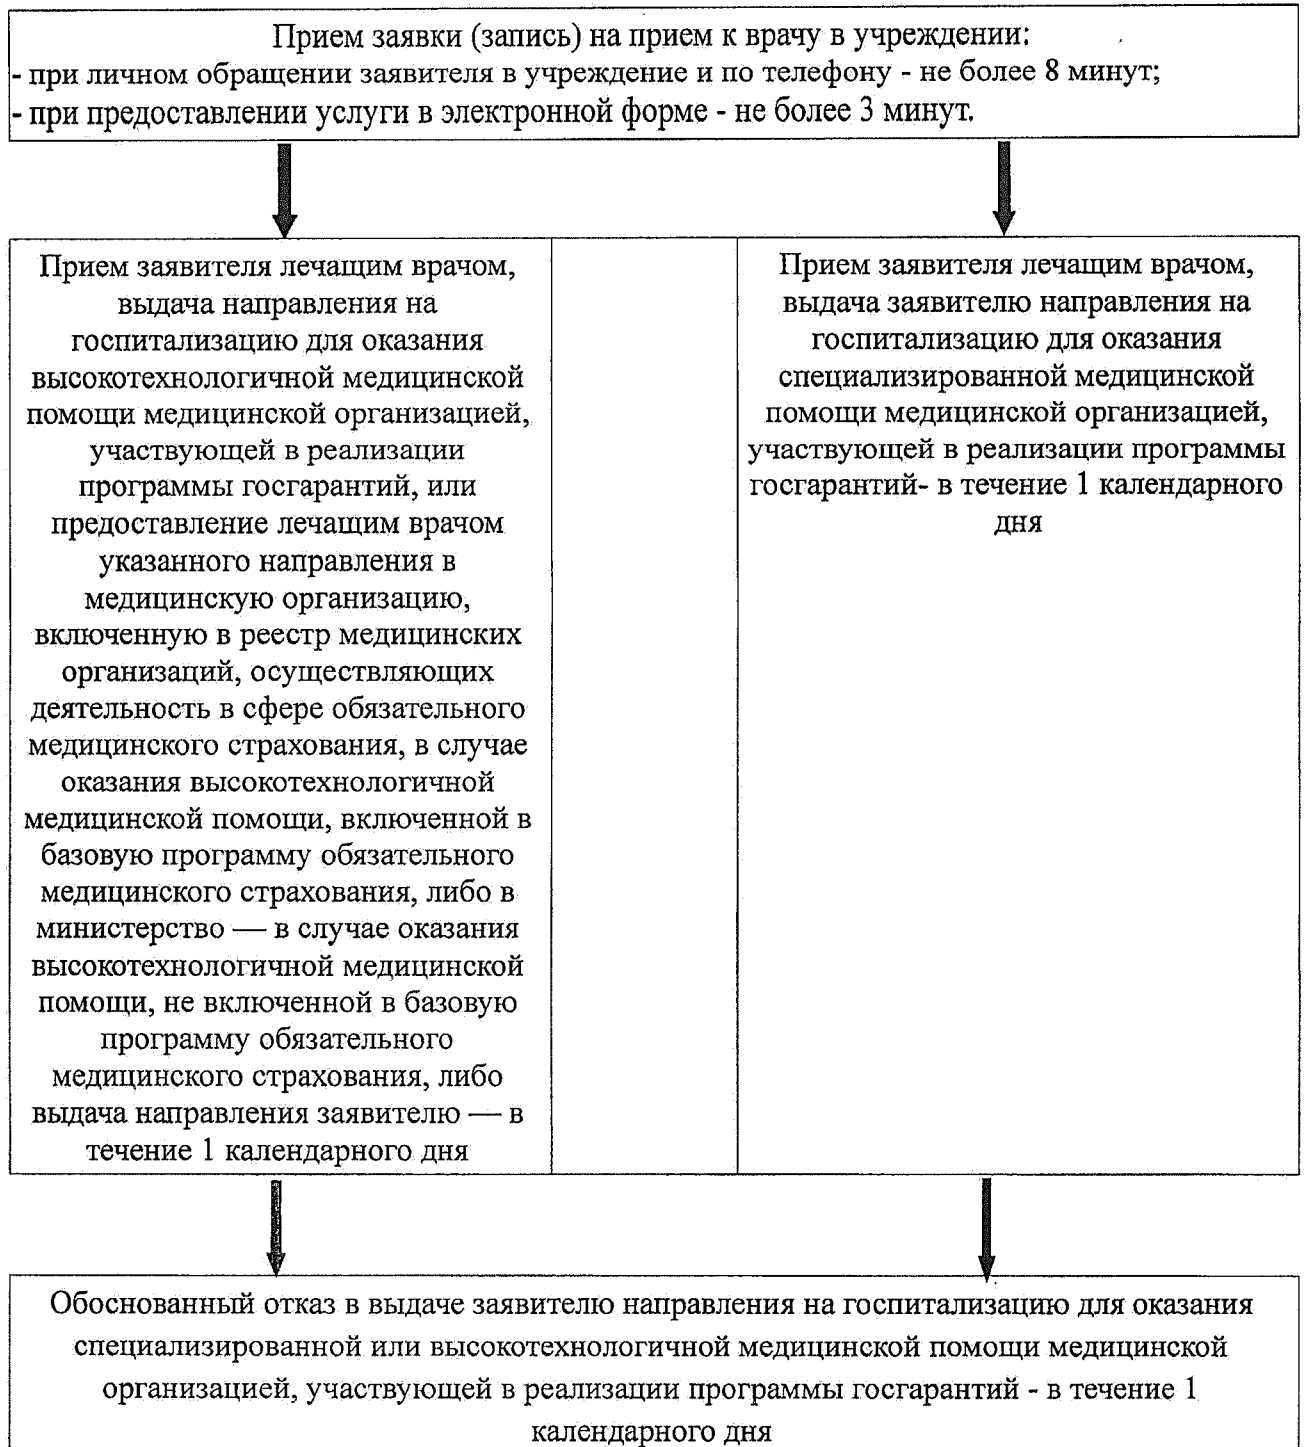 Прием заявки (запись) на прием к врачу в учреждении:
- при личном обращении заявителя в учреждение и по телефону - не более 8 минут;
- при предоставлении услуги в электронной форме - не более 3 минут.
Прием заявителя лечащим врачом,
выдача направления на
госпитализацию для оказания
высокотехнологичной медицинской
помощи медицинской организацией,
участвующей в реализации
программы госгарантий, или
предоставление лечащим врачом
указанного направления в
медицинскую организацию,
включенную в реестр медицинских
организаций, осуществляющих
деятельность в сфере обязательного
медицинского страхования, в случае
оказания высокотехнологичной
медицинской помощи, включенной в
базовую программу обязательного
медицинского страхования, либо в
министерство — в случае оказания
высокотехнологичной медицинской
помощи, не включенной в базовую
программу обязательного
медицинского страхования, либо
выдача направления заявителю — в
течение 1 календарного дня
Прием заявителя лечащим врачом,
выдача заявителю направления на
госпитализацию для оказания
специализированной медицинской
помощи медицинской организацией,
участвующей в реализации программы
госгарантий- в течение 1 календарного
дня
Обоснованный отказ в выдаче заявителю направления на госпитализацию для оказания
специализированной или высокотехнологичной медицинской помощи медицинской
организацией, участвующей в реализации программы госгарантий - в течение 1
календарного дня